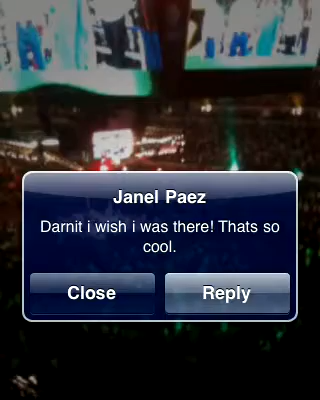 Janel Paez
Darnit i wish i was there! Thats so
cool.
Close
Reply